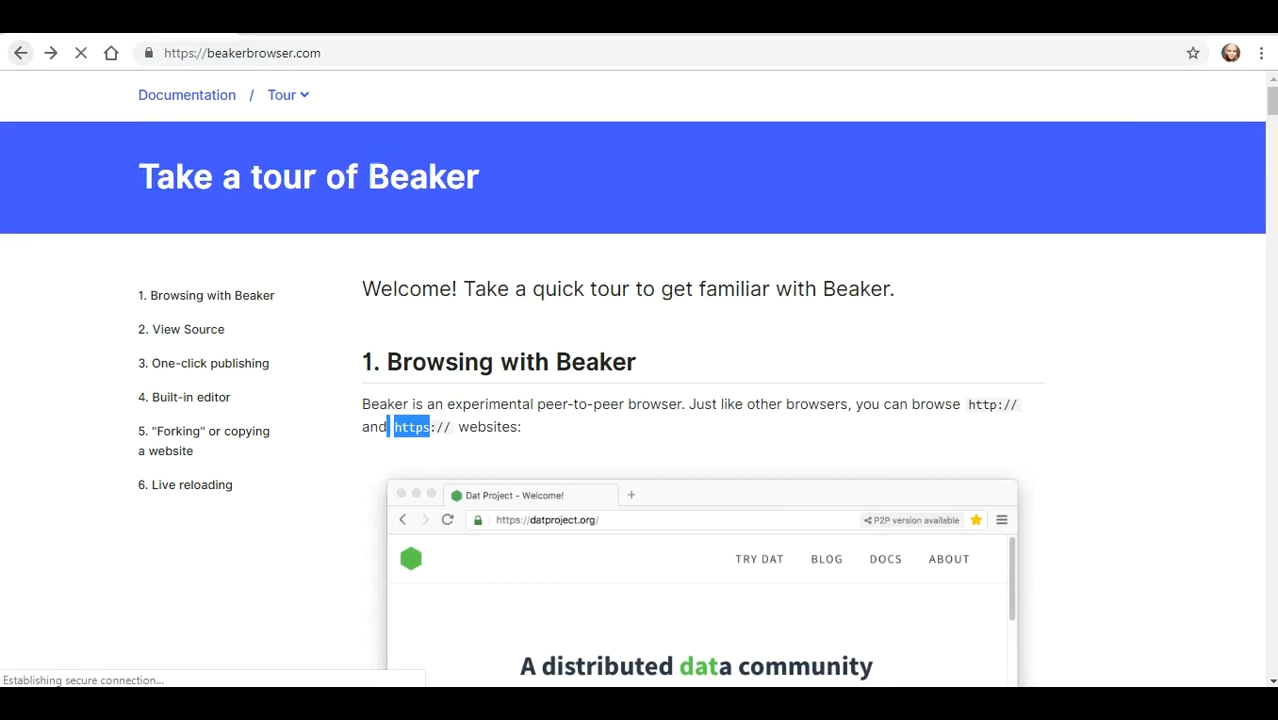 https://beakerbrowser.com
Documentation / Tour
Take a tour of Beaker
1. Browsing with Beaker
2. View Source
3. One-click publishing
4. Built-in editor
5. "Forking" or copying
a website
6. Live reloading
Welcome! Take a quick tour to get familiar with Beaker.
1. Browsing with Beaker
Beaker is an experimental peer-to-peer browser. Just like other browsers, you can browse http://
and https:// websites:
Dat Project - Welcome!
https://datproject.org/
P2P version available
TRY DAT BLOG DOCS ABOUT
A distributed data community
Establishing secure connection...